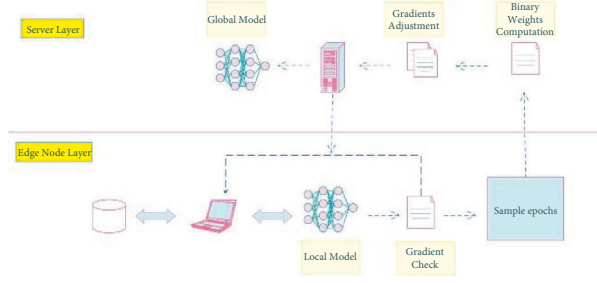 Server Layer
Global Model
Gradients
Adjustment
Binary
Weights
Computation
Edge Node Layer
Local Model
Gradient
Check
Sample epochs